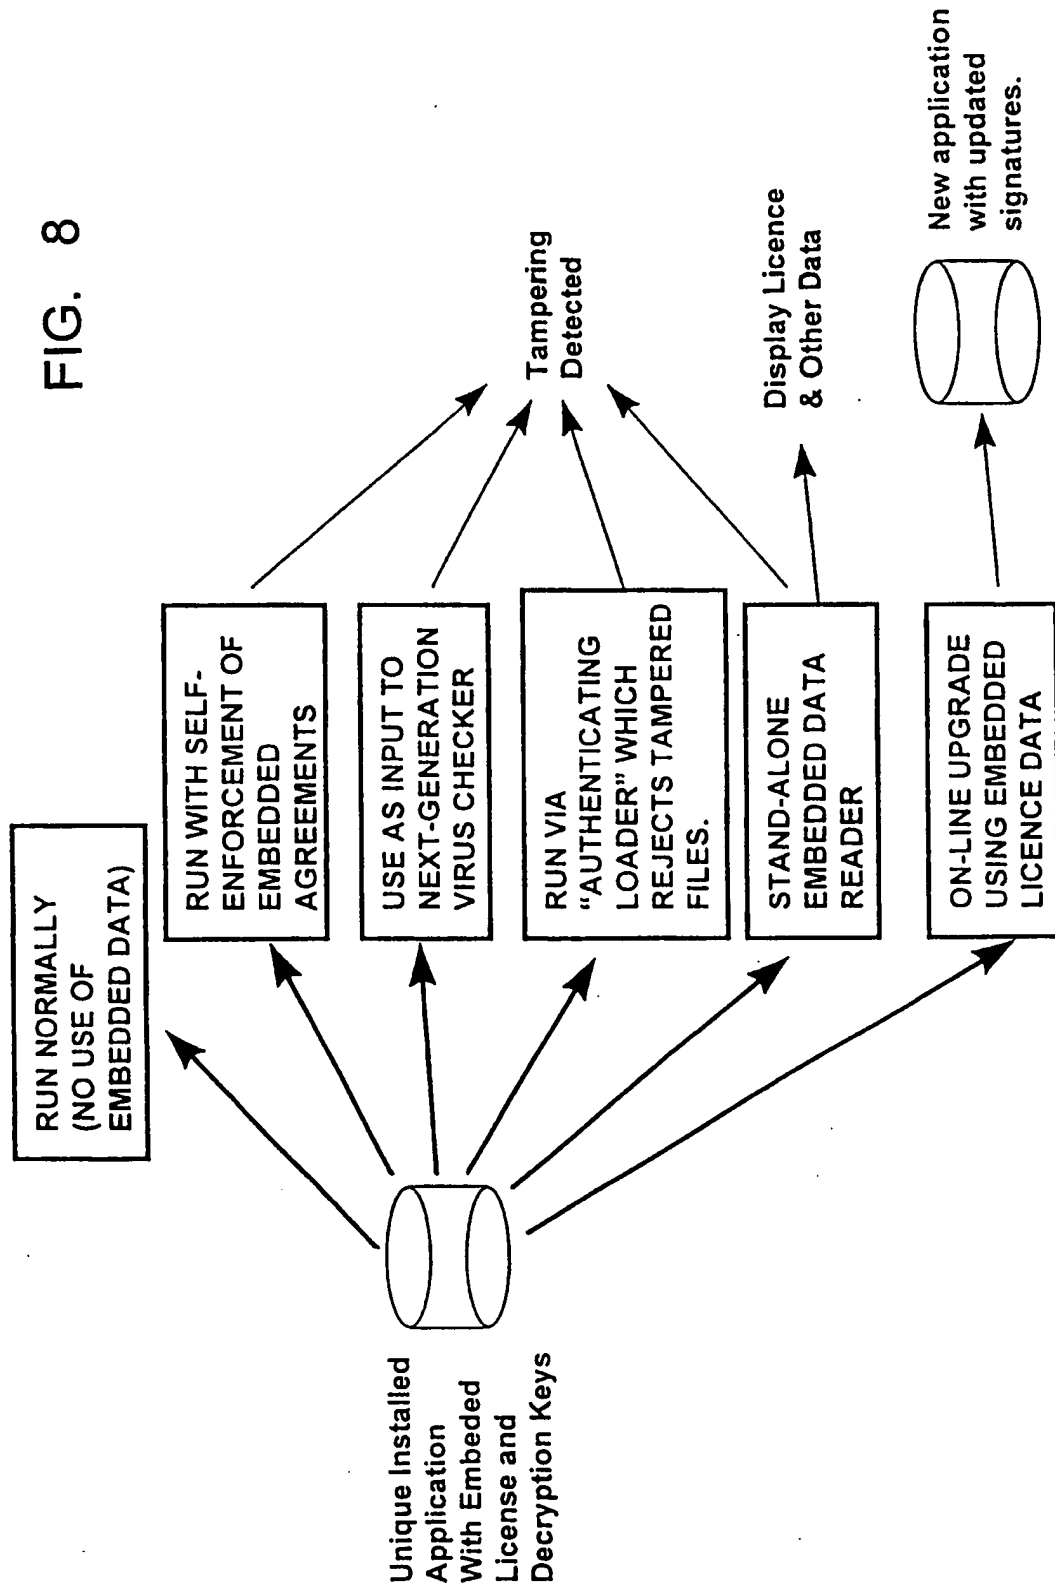 FIG. 8
Unique Installed
Application
With Embeded
License and
Decryption Keys
RUN NORMALLY
(NO USE OF
EMBEDDED DATA)
RUN WITH SELF-
ENFORCEMENT OF
EMBEDDED
AGREEMENTS
USE AS INPUT TO
NEXT-GENERATION
VIRUS CHECKER
RUN VIA
“AUTHENTICATING
LOADER” WHICH
REJECTS TAMPERED
FILES.
STAND-ALONE
EMBEDDED DATA
READER
ON-LINE UPGRADE
USING EMBEDDED
LICENCE DATA
Tampering
Detected
Display Licence
& Other Data
New application
with updated
signatures.